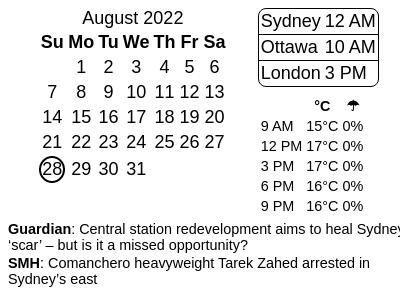 August 2022
Su Mo Tu We Th Fr Sa
1 2 3 4 5 6
7 8 9 10 11 12 13
14 15 16 17 18 19 20
21 22 23 24 25 26 27
28 29 30 31
Sydney 12 AM
Ottawa 10 AM
London 3 PM
°C ☂
9 AM 15°C 0%
12 PM 17°C 0%
3 PM 17°C 0%
6 PM 16°C 0%
9 PM 16°C 0%
Guardian: Central station redevelopment aims to heal Sydney
‘scar’ – but is it a missed opportunity?
SMH: Comanchero heavyweight Tarek Zahed arrested in
Sydney’s east